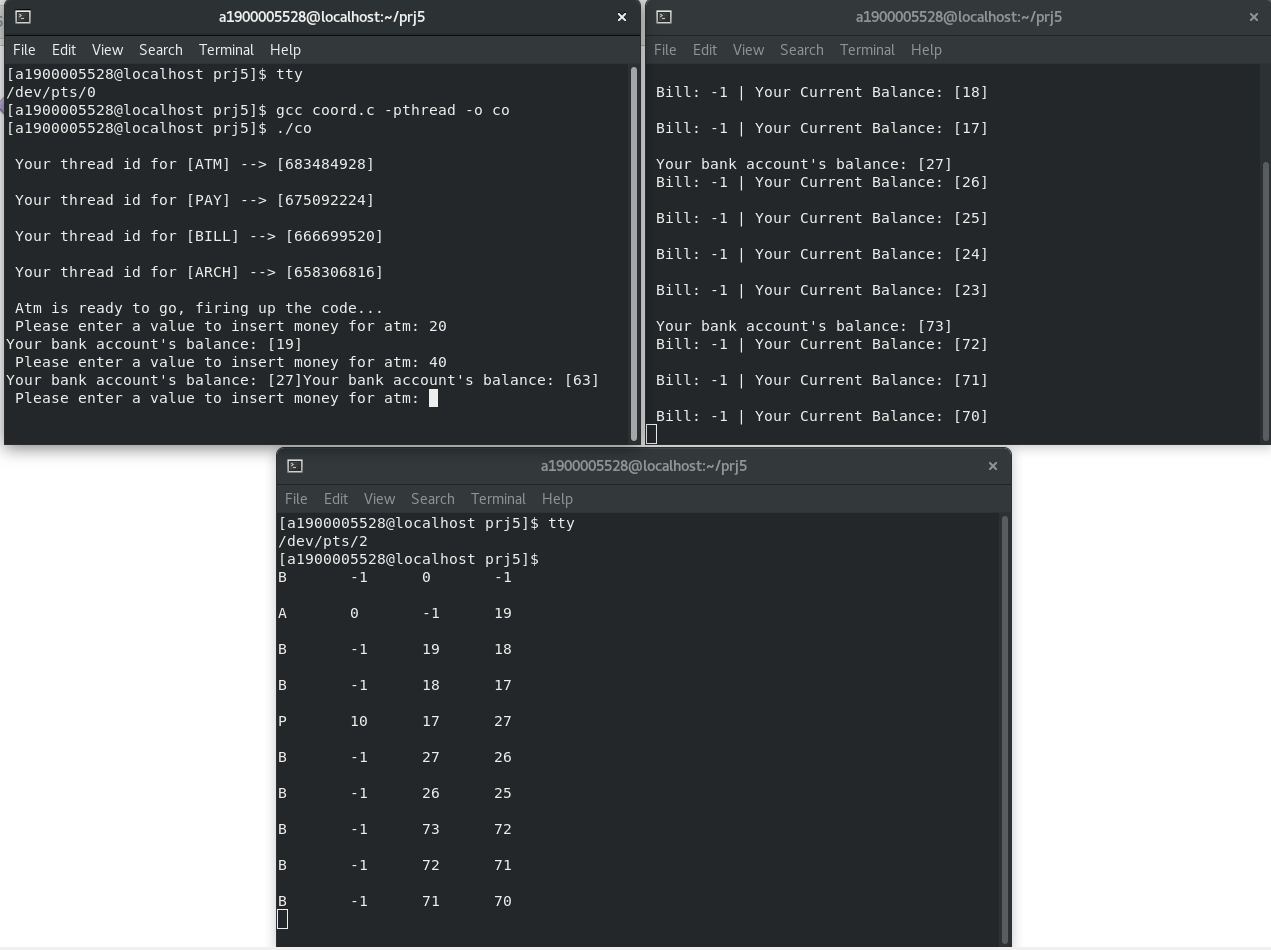 a1900005528@localhost:~/prj5
File Edit View Search Terminal Help
[a1900005528@localhost prj5]$ tty
/dev/pts/0
[a1900005528@localhost prj5]$ gcc coord.c -pthread -o co
[a1900005528@localhost prj5]$ ./co
Your thread id for [ATM] --> [683484928]
Your thread id for [PAY] --> [675092224]
Your thread id for [BILL] --> [666699520]
Your thread id for [ARCH] --> [658306816]
Atm is ready to go, firing up the code...
Please enter a value to insert money for atm: 20
Your bank account's balance: [19]
Please enter a value to insert money for atm: 40
Your bank account's balance: [27]Your bank account's balance: [63]
Please enter a value to insert money for atm:
a1900005528@localhost:~/prj5
File Edit View Search Terminal Help
Bill: -1 | Your Current Balance: [18]
Bill: -1 | Your Current Balance: [17]
Your bank account's balance: [27]
Bill: -1 | Your Current Balance: [26]
Bill: -1 | Your Current Balance: [25]
Bill: -1 | Your Current Balance: [24]
Bill: -1 | Your Current Balance: [23]
Your bank account's balance: [73]
Bill: -1 | Your Current Balance: [72]
Bill: -1 | Your Current Balance: [71]
Bill: -1 | Your Current Balance: [70]
a1900005528@localhost:~/prj5
File Edit View Search Terminal Help
[a1900005528@localhost prj5]$ tty
/dev/pts/2
[a1900005528@localhost prj5]$
B -1 0 -1
A 0 -1 19
B -1 19 18
B -1 18 17
P 10 17 27
B -1 27 26
B -1 26 25
B -1 73 72
B -1 72 71
B -1 71 70